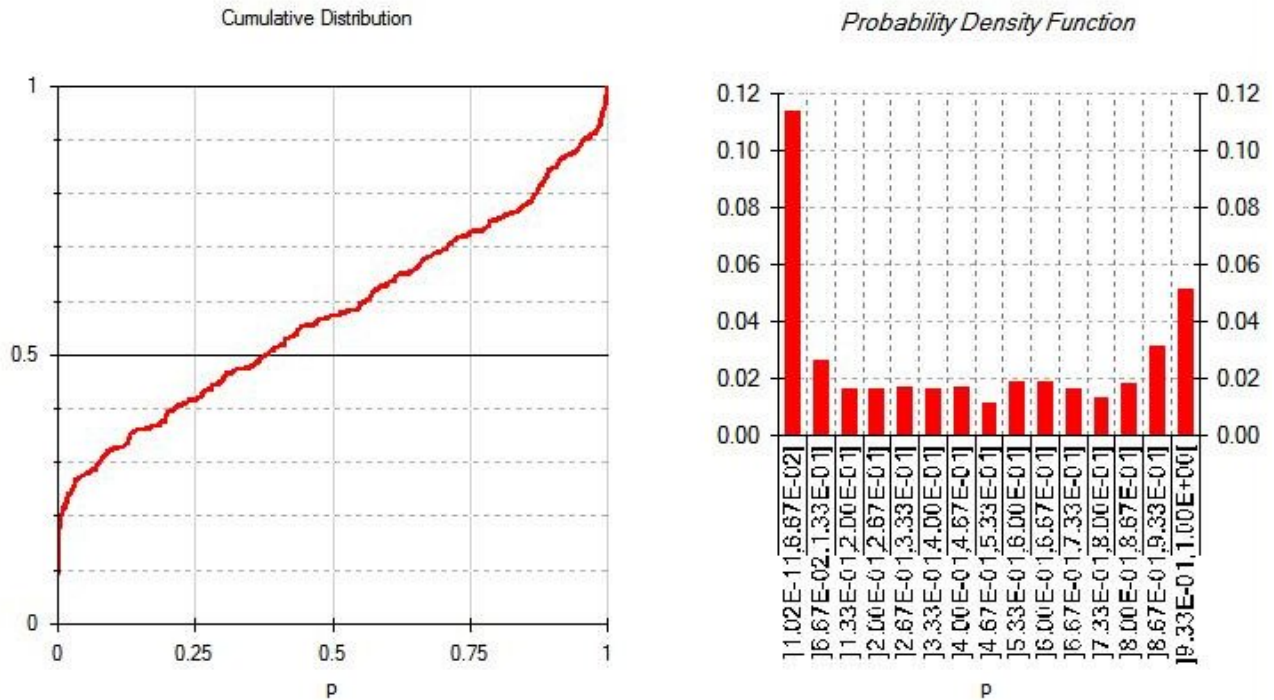 Cumulative Distribution
1
0.5
0
0
0.25
0.5
0.75
1
p
Probability Density Function
0.12
0.10
0.08
0.06
0.04
0.02
0.00
0.12
0.10
0.08
0.06
0.04
0.02
0.00
]1.02E-11,6.67E-02]
]6.67E-02,1.33E-01]
]1.33E-01,2.00E-01]
]2.00E-01,2.67E-01]
]2.67E-01,3.33E-01]
]3.33E-01,4.00E-01]
]4.00E-01,4.67E-01]
]4.67E-01,5.33E-01]
]5.33E-01,6.00E-01]
]6.00E-01,6.67E-01]
]6.67E-01,7.33E-01]
]7.33E-01,8.00E-01]
]8.00E-01,8.67E-01]
]8.67E-01,9.33E-01]
]9.33E-01,1.00E+00[
p